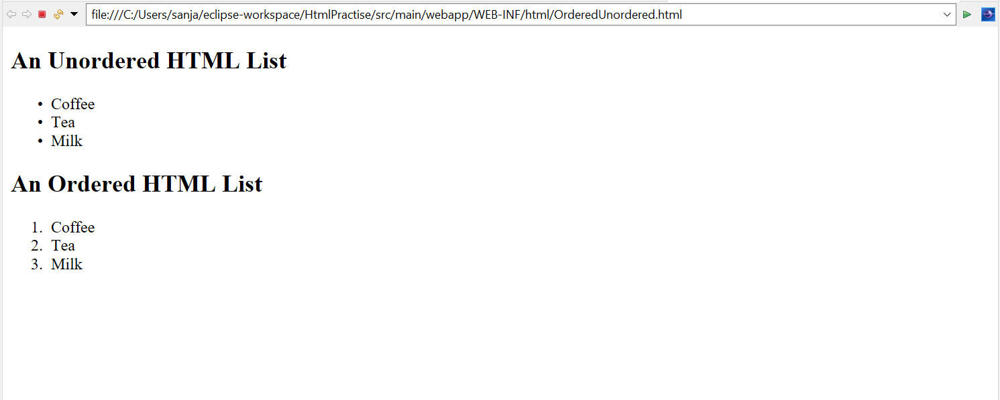 file:///C:/Users/sanja/eclipse-workspace/HtmlPractise/src/main/webapp/WEB-INF/html/OrderedUnordered.html
An Unordered HTML List
• Coffee
• Tea
• Milk
An Ordered HTML List
1. Coffee
2. Tea
3. Milk